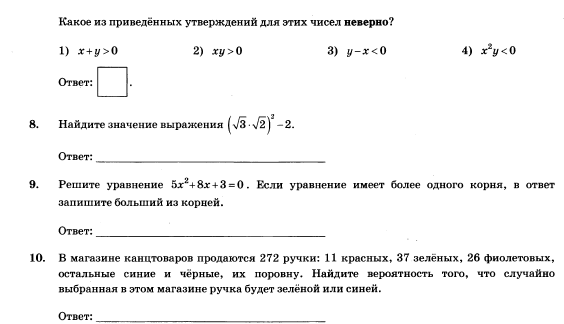 Какое из приведённых утверждений для этих чисел неверно?
1) x+y>0 2) xy>0 3) y−x<0 4) x²y<0
Ответ: .
8. Найдите значение выражения (√3·√2)²−2.
Ответ:
9. Решите уравнение 5x²+8x+3=0. Если уравнение имеет более одного корня, в ответ
запишите больший из корней.
Ответ:
10. В магазине канцтоваров продаются 272 ручки: 11 красных, 37 зелёных, 26 фиолетовых,
остальные синие и чёрные, их поровну. Найдите вероятность того, что случайно
выбранная в этом магазине ручка будет зелёной или синей.
Ответ: